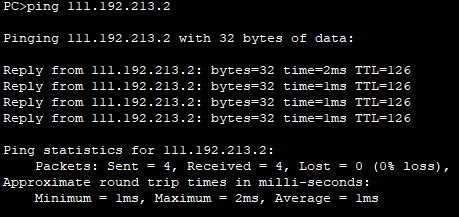 PC>ping 111.192.213.2
Pinging 111.192.213.2 with 32 bytes of data:
Reply from 111.192.213.2: bytes=32 time=2ms TTL=126
Reply from 111.192.213.2: bytes=32 time=1ms TTL=126
Reply from 111.192.213.2: bytes=32 time=1ms TTL=126
Reply from 111.192.213.2: bytes=32 time=1ms TTL=126
Ping statistics for 111.192.213.2:
Packets: Sent = 4, Received = 4, Lost = 0 (0% loss),
Approximate round trip times in milli-seconds:
Minimum = 1ms, Maximum = 2ms, Average = 1ms